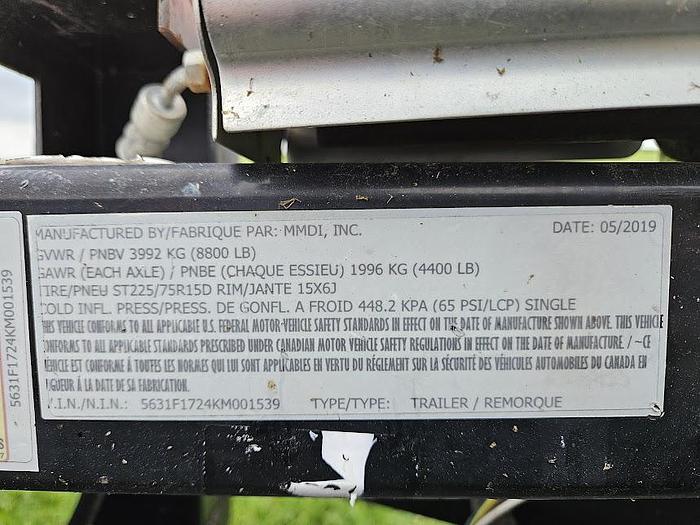 MANUFACTURED BY/FABRIQUE PAR: MMDI, INC. DATE: 05/2019
GVWR / PNBV 3992 KG (8800 LB)
GAWR (EACH AXLE) / PNBE (CHAQUE ESSIEU) 1996 KG (4400 LB)
TIRE/PNEU ST225/75R15D RIM/JANTE 15X6J
COLD INFL. PRESS/PRESS. DE GONFL. A FROID 448.2 KPA (65 PSI/LCP) SINGLE
THIS VEHICLE CONFORMS TO ALL APPLICABLE U.S. FEDERAL MOTOR-VEHICLE SAFETY STANDARDS IN EFFECT ON THE DATE OF MANUFACTURE SHOWN ABOVE. THIS VEHICLE
CONFORMS TO ALL APPLICABLE STANDARDS PRESCRIBED UNDER CANADIAN MOTOR VEHICLE SAFETY REGULATIONS IN EFFECT ON THE DATE OF MANUFACTURE. / ~CE
VEHICLE EST CONFORME À TOUTES LES NORMES QUI LUI SONT APPLICABLES EN VERTU DU RÉGLEMENT SUR LA SÉCURITÉ DES VÉHICULES AUTOMOBILES DU CANADA EN
VIGUEUR Á LA DATE DE SA FABRICATION.
V.I.N./N.I.N.: 5631F1724KM001539 TYPE/TYPE: TRAILER / REMORQUE
5631F1724KM001539